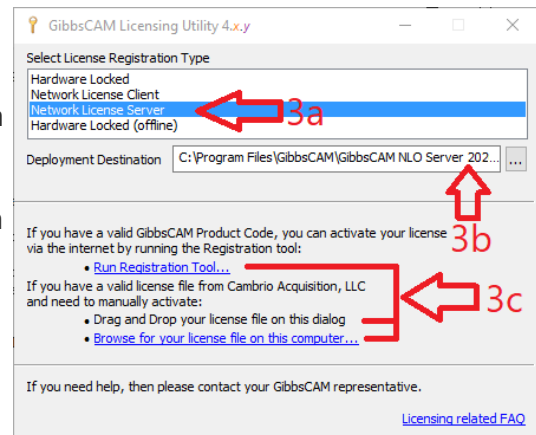 GibbsCAM Licensing Utility 4.x.y
Select License Registration Type
Hardware Locked
Network License Client
Network License Server
3a
Hardware Locked (offline)
Deployment Destination C:\Program Files\GibbsCAM\GibbsCAM NLO Server 202... ...
3b
If you have a valid GibbsCAM Product Code, you can activate your license
via the internet by running the Registration tool:
• Run Registration Tool...
If you have a valid license file from Cambrio Acquisition, LLC
and need to manually activate:
3c
• Drag and Drop your license file on this dialog
• Browse for your license file on this computer...
If you need help, then please contact your GibbsCAM representative.
Licensing related FAQ